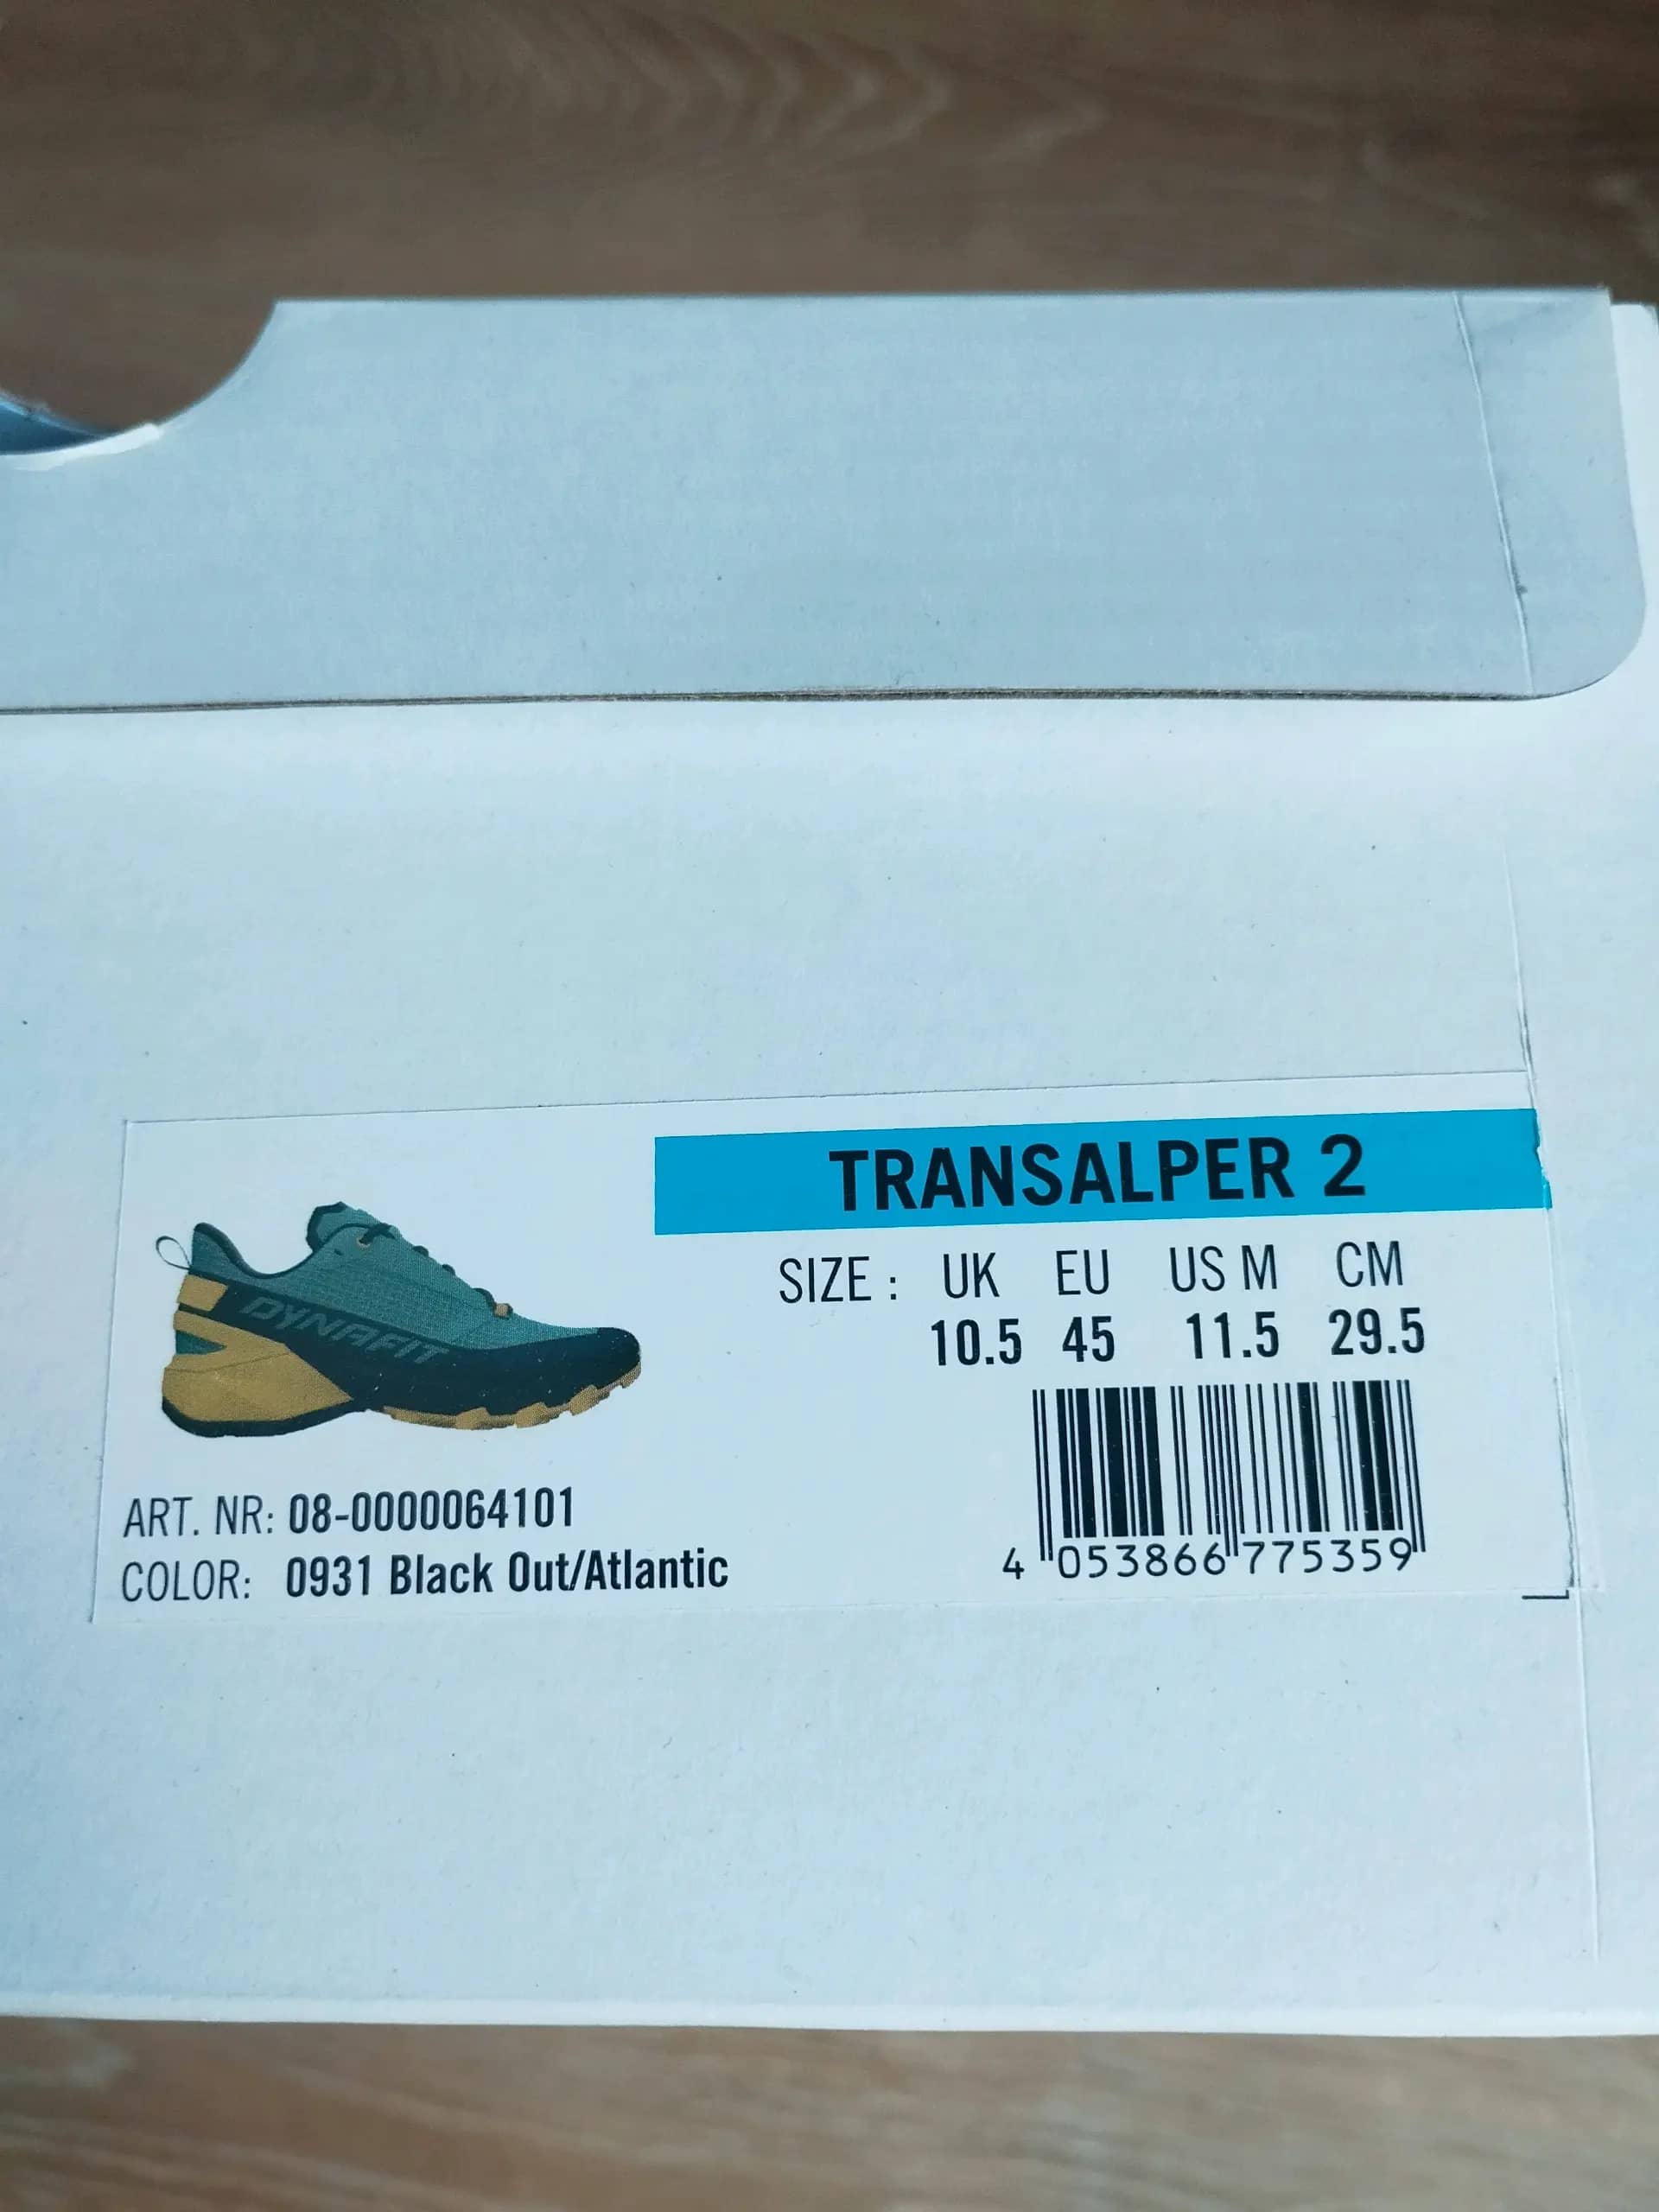 TRANSALPER 2
SIZE : UK EU US M CM
10.5 45 11.5 29.5
DYNAFIT
4 053866 775359
ART. NR: 08-0000064101
COLOR: 0931 Black Out/Atlantic